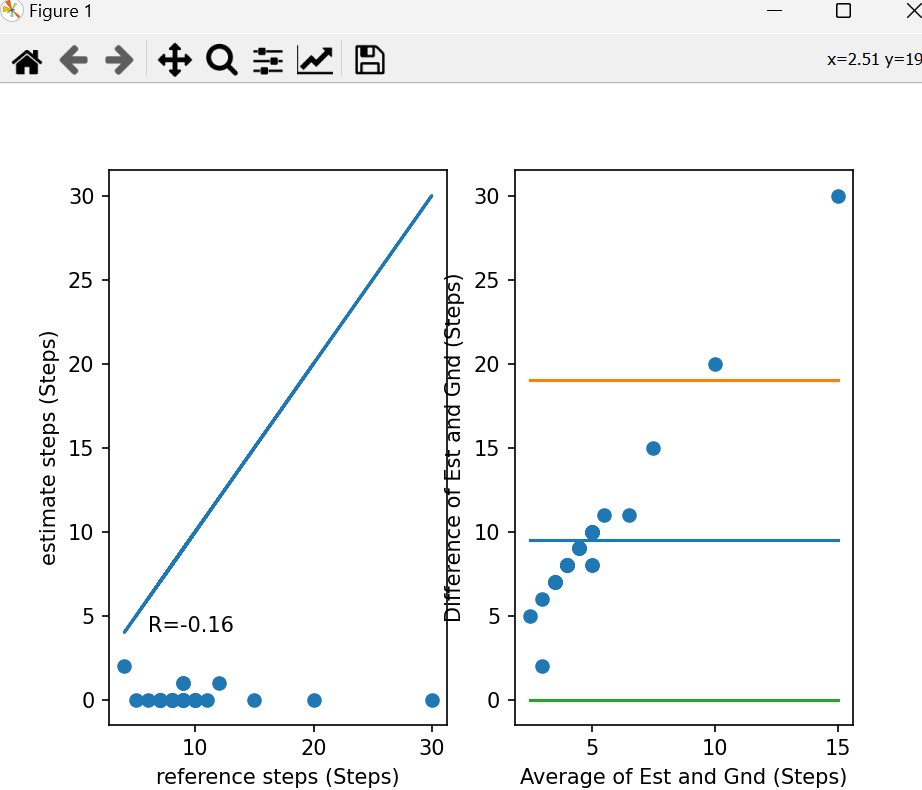 Figure 1
x=2.51 y=19
30
25
20
15
10
5
0
estimate steps (Steps)
R=-0.16
10 20 30
reference steps (Steps)
30
25
20
15
10
5
0
Difference of Est and Gnd (Steps)
5 10 15
Average of Est and Gnd (Steps)